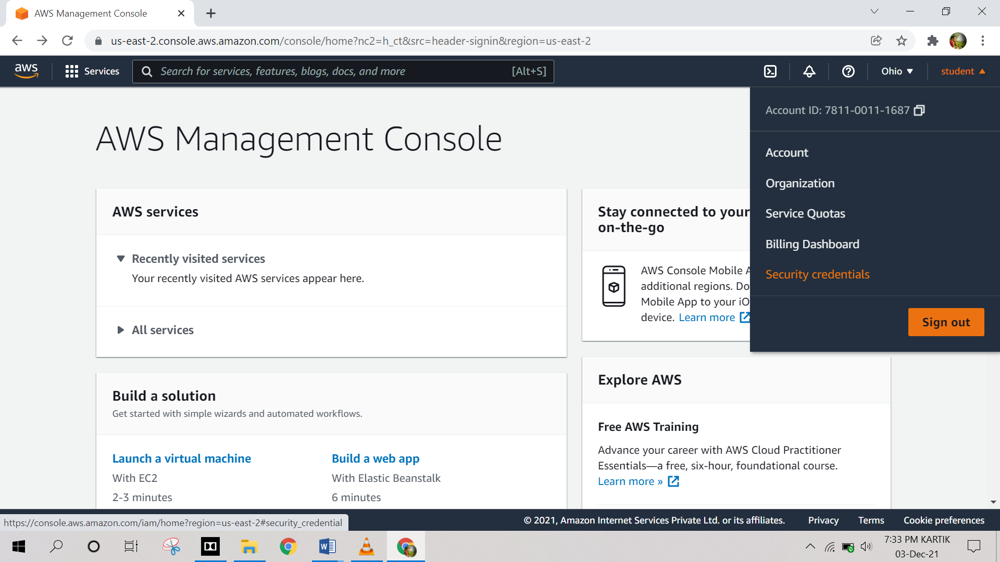 AWS Management Console
us-east-2.console.aws.amazon.com/console/home?nc2=h_ct&src=header-signin&region=us-east-2
aws
Services
Search for services, features, blogs, docs, and more
[Alt+S]
Ohio
student
Account ID: 7811-0011-1687
Account
Organization
Service Quotas
Billing Dashboard
Security credentials
Sign out
AWS Management Console
AWS services
Recently visited services
Your recently visited AWS services appear here.
All services
Stay connected to your
on-the-go
AWS Console Mobile A
additional regions. Do
Mobile App to your iO
device. Learn more
Build a solution
Get started with simple wizards and automated workflows.
Launch a virtual machine
With EC2
2-3 minutes
Build a web app
With Elastic Beanstalk
6 minutes
Explore AWS
Free AWS Training
Advance your career with AWS Cloud Practitioner
Essentials—a free, six-hour, foundational course.
Learn more »
https://console.aws.amazon.com/iam/home?region=us-east-2#security_credential
© 2021, Amazon Internet Services Private Ltd. or its affiliates.
Privacy
Terms
Cookie preferences
W
7:33 PM KARTIK
03-Dec-21